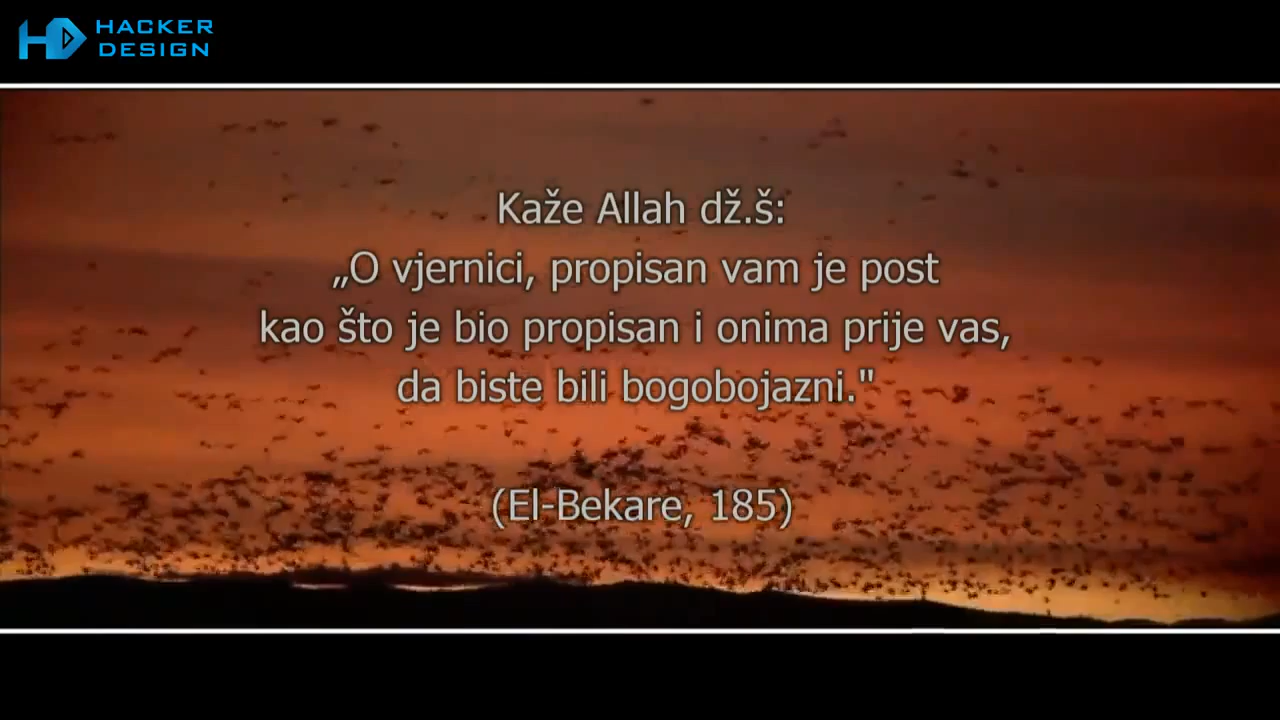 HACKER
DESIGN
Kaže Allah dž.š:
„O vjernici, propisan vam je post
kao što je bio propisan i onima prije vas,
da biste bili bogobojazni."
(El-Bekare, 185)